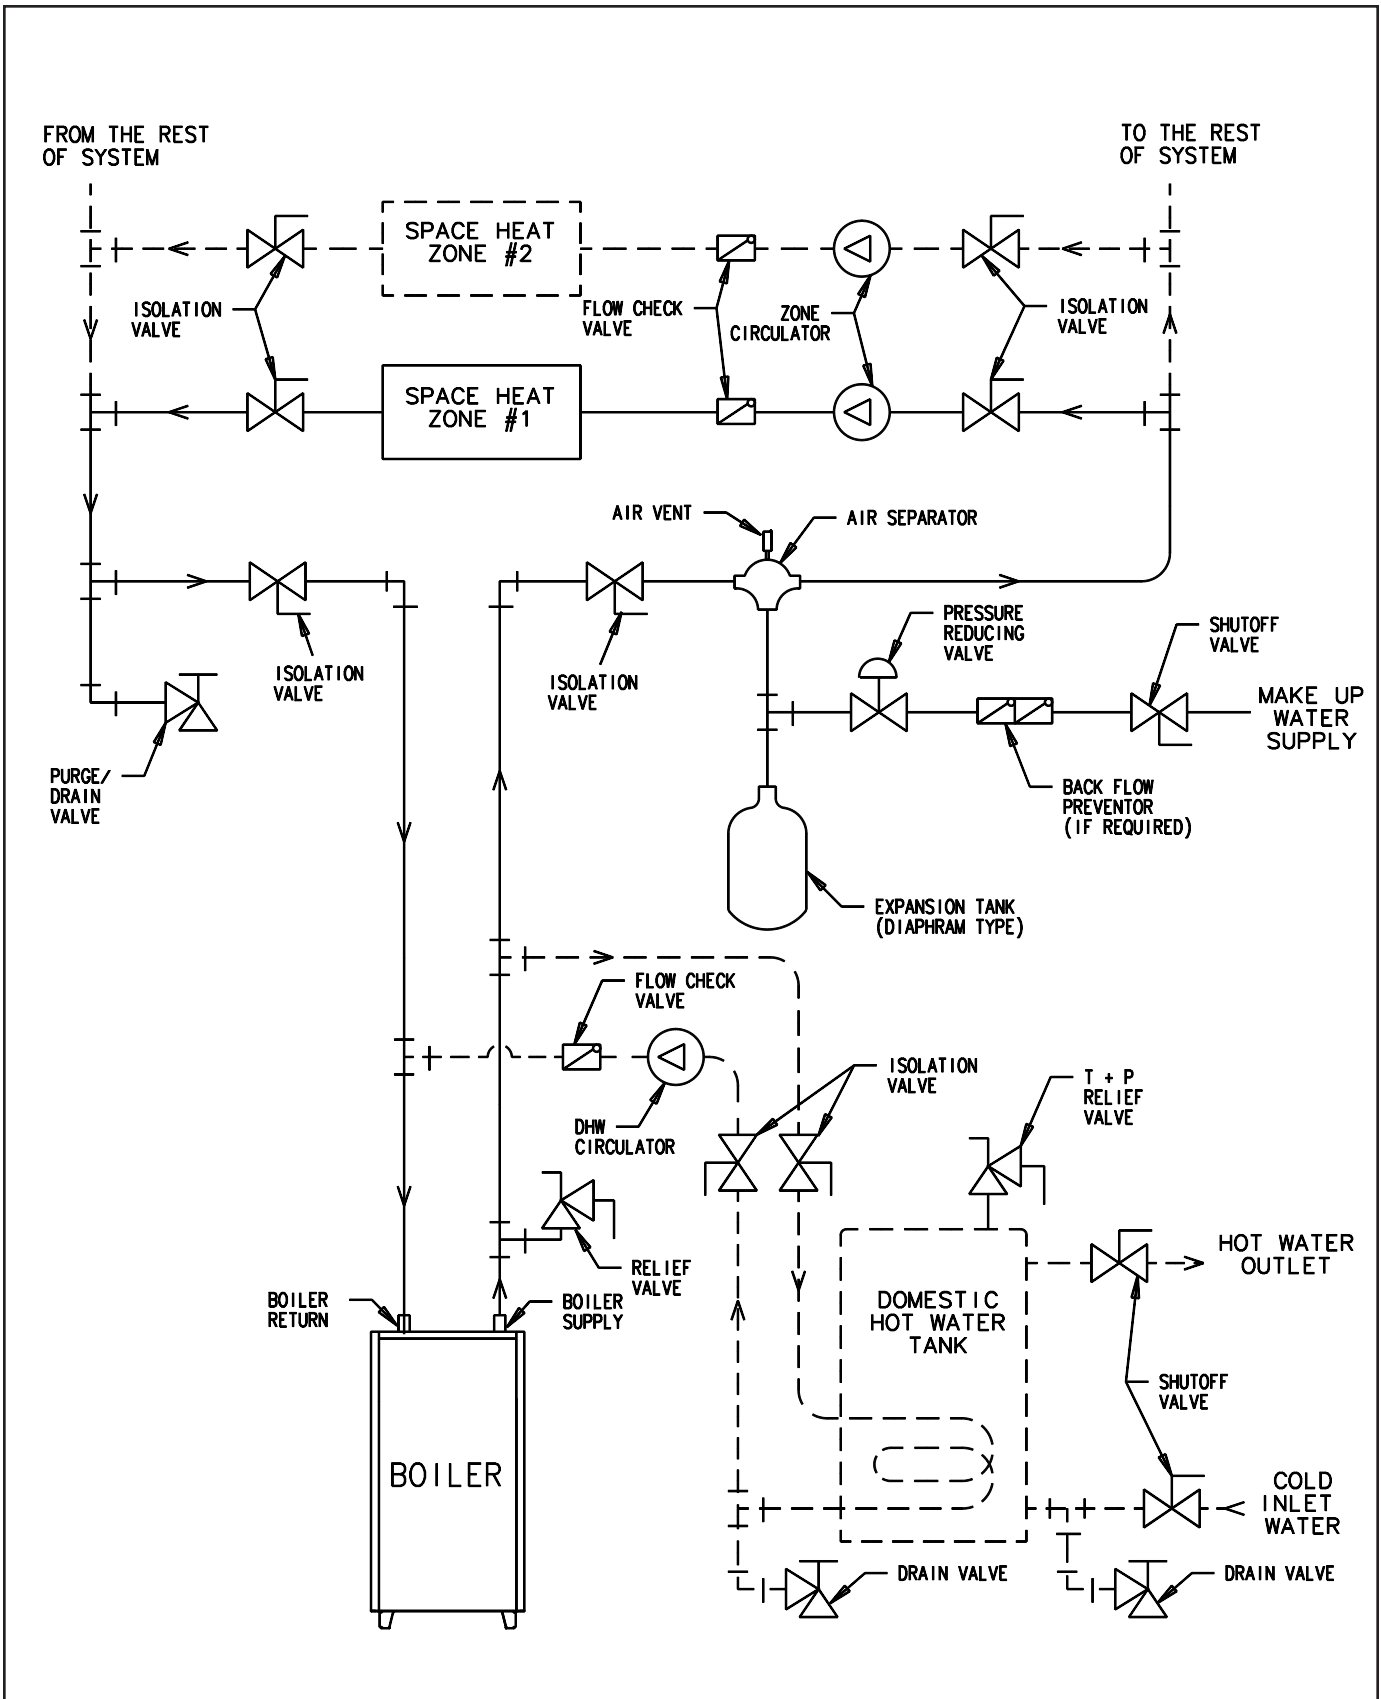 FROM THE REST
OF SYSTEM
TO THE REST
OF SYSTEM
SPACE HEAT
ZONE #2
ISOLATION
VALVE
FLOW CHECK
VALVE
ZONE
CIRCULATOR
ISOLATION
VALVE
SPACE HEAT
ZONE #1
AIR VENT
AIR SEPARATOR
PRESSURE
REDUCING
VALVE
SHUTOFF
VALVE
ISOLATION
VALVE
ISOLATION
VALVE
MAKE UP
WATER
SUPPLY
PURGE/
DRAIN
VALVE
BACK FLOW
PREVENTOR
(IF REQUIRED)
EXPANSION TANK
(DIAPHRAM TYPE)
FLOW CHECK
VALVE
ISOLATION
VALVE
T + P
RELIEF
VALVE
DHW
CIRCULATOR
RELIEF
VALVE
HOT WATER
OUTLET
BOILER
RETURN
BOILER
SUPPLY
DOMESTIC
HOT WATER
TANK
SHUTOFF
VALVE
BOILER
COLD
INLET
WATER
DRAIN VALVE
DRAIN VALVE